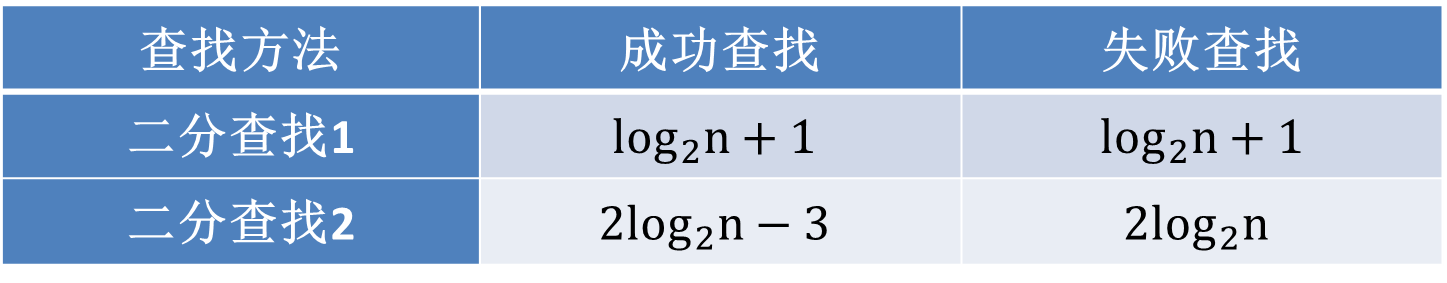 查找方法 成功查找 失败查找
二分查找1 log₂n + 1 log₂n + 1
二分查找2 2log₂n − 3 2log₂n